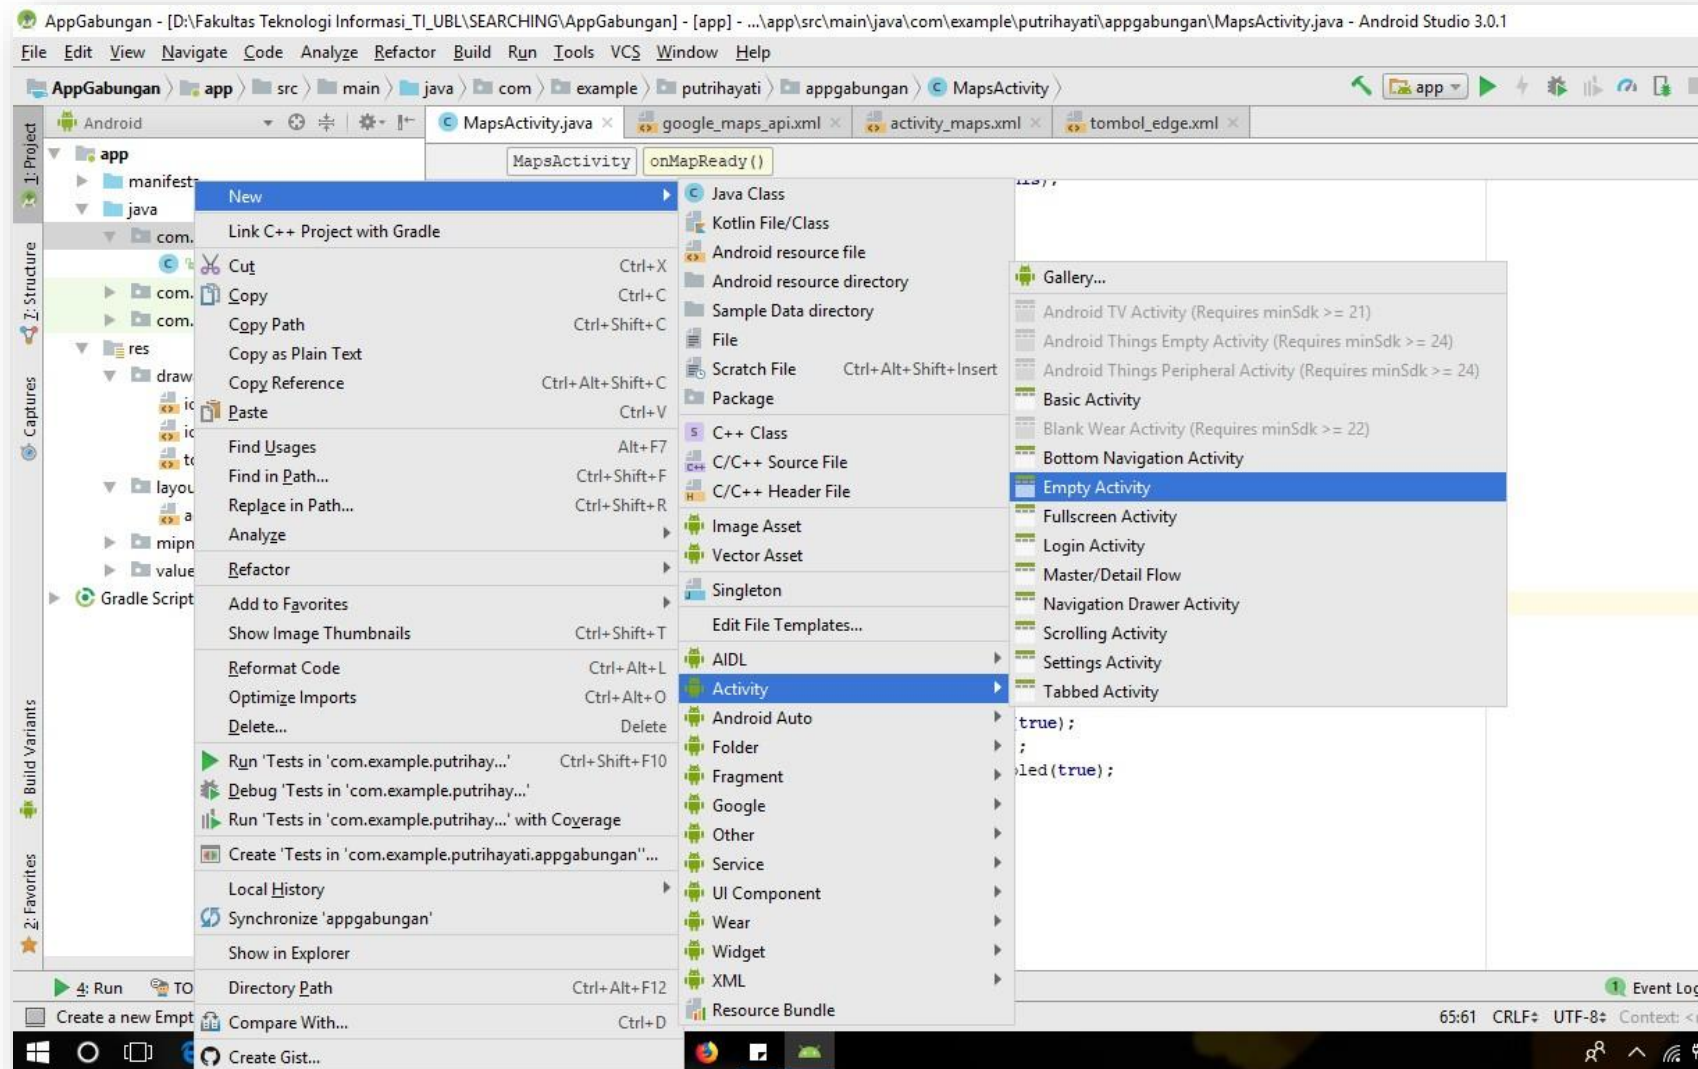 AppGabungan - [D:\Fakultas Teknologi Informasi_TI_UBL\SEARCHING\AppGabungan] - [app] - ...\app\src\main\java\com\example\putrihayati\appgabungan\MapsActivity.java - Android Studio 3.0.1
File Edit View Navigate Code Analyze Refactor Build Run Tools VCS Window Help
AppGabungan app src main java com example putrihayati appgabungan MapsActivity app
Android MapsActivity.java google_maps_api.xml activity_maps.xml tombol_edge.xml
MapsActivity onMapReady()
1: Project
7: Structure
Captures
Build Variants
2: Favorites
app
manifests
java
com.
com.
com.
res
draw
ic
ic
to
layou
a
mipm
value
Gradle Script
New
Link C++ Project with Gradle
Cut Ctrl+X
Copy Ctrl+C
Copy Path Ctrl+Shift+C
Copy as Plain Text
Copy Reference Ctrl+Alt+Shift+C
Paste Ctrl+V
Find Usages Alt+F7
Find in Path... Ctrl+Shift+F
Replace in Path... Ctrl+Shift+R
Analyze
Refactor
Add to Favorites
Show Image Thumbnails Ctrl+Shift+T
Reformat Code Ctrl+Alt+L
Optimize Imports Ctrl+Alt+O
Delete... Delete
Run 'Tests in 'com.example.putrihay...' Ctrl+Shift+F10
Debug 'Tests in 'com.example.putrihay...'
Run 'Tests in 'com.example.putrihay...' with Coverage
Create 'Tests in 'com.example.putrihayati.appgabungan''...
Local History
Synchronize 'appgabungan'
Show in Explorer
Directory Path Ctrl+Alt+F12
Compare With... Ctrl+D
Create Gist...
Java Class
Kotlin File/Class
Android resource file
Android resource directory
Sample Data directory
File
Scratch File Ctrl+Alt+Shift+Insert
Package
C++ Class
C/C++ Source File
C/C++ Header File
Image Asset
Vector Asset
Singleton
Edit File Templates...
AIDL
Activity
Android Auto
Folder
Fragment
Google
Other
Service
UI Component
Wear
Widget
XML
Resource Bundle
Gallery...
Android TV Activity (Requires minSdk >= 21)
Android Things Empty Activity (Requires minSdk >= 24)
Android Things Peripheral Activity (Requires minSdk >= 24)
Basic Activity
Blank Wear Activity (Requires minSdk >= 22)
Bottom Navigation Activity
Empty Activity
Fullscreen Activity
Login Activity
Master/Detail Flow
Navigation Drawer Activity
Scrolling Activity
Settings Activity
Tabbed Activity
(true);
;
bled(true);
4: Run TO 1 Event Log
Create a new Empt 65:61 CRLF UTF-8 Context: